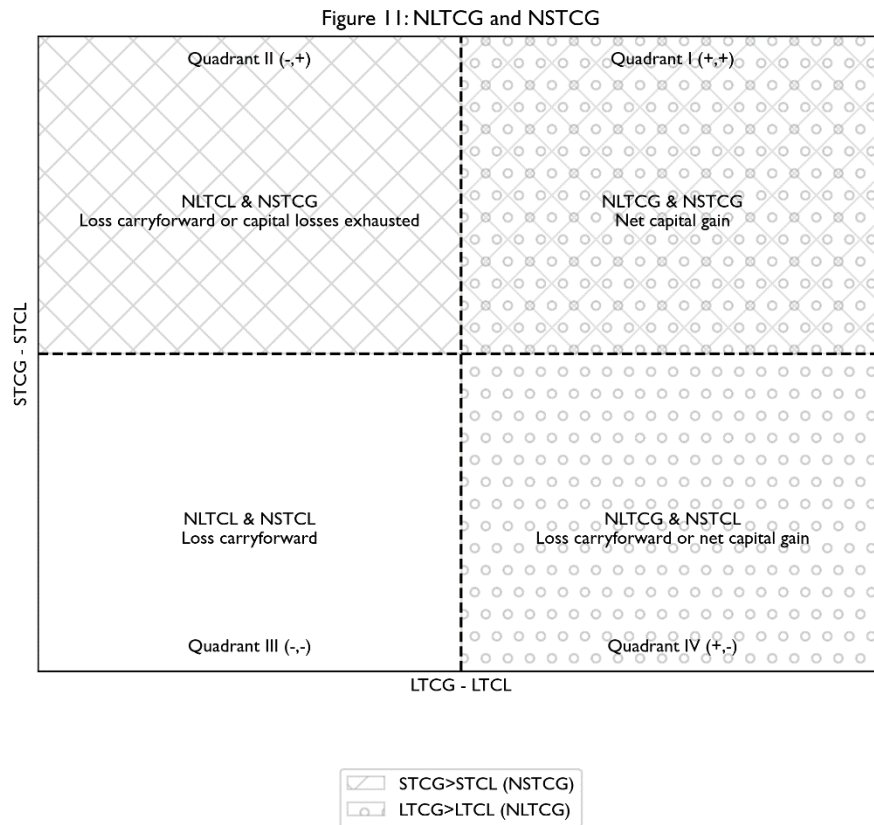 Figure 11: NLTCG and NSTCG
Quadrant II (-,+)
Quadrant I (+,+)
NLTCL & NSTCG
Loss carryforward or capital losses exhausted
NLTCG & NSTCG
Net capital gain
STCG - STCL
NLTCL & NSTCL
Loss carryforward
NLTCG & NSTCL
Loss carryforward or net capital gain
Quadrant III (-,-)
Quadrant IV (+,-)
LTCG - LTCL
STCG>STCL (NSTCG)
LTCG>LTCL (NLTCG)